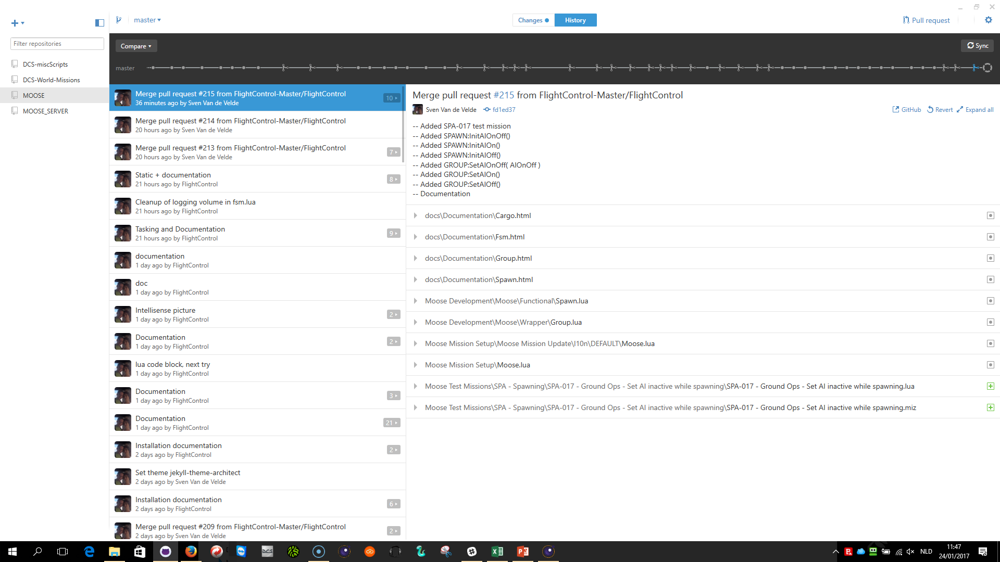 master
Changes
History
Pull request
Filter repositories
DCS-miscScripts
DCS-World-Missions
MOOSE
MOOSE_SERVER
Compare
Sync
master
Merge pull request #215 from FlightControl-Master/FlightControl
36 minutes ago by Sven Van de Velde
10
Merge pull request #214 from FlightControl-Master/FlightControl
20 hours ago by Sven Van de Velde
Merge pull request #213 from FlightControl-Master/FlightControl
20 hours ago by Sven Van de Velde
7
Static + documentation
21 hours ago by FlightControl
8
Cleanup of logging volume in fsm.lua
21 hours ago by FlightControl
Tasking and Documentation
21 hours ago by FlightControl
9
documentation
1 day ago by FlightControl
doc
1 day ago by FlightControl
Intellisense picture
1 day ago by FlightControl
2
Documentation
1 day ago by FlightControl
2
lua code block, next try
1 day ago by FlightControl
Documentation
1 day ago by FlightControl
3
Documentation
1 day ago by FlightControl
21
Installation documentation
2 days ago by FlightControl
2
Set theme jekyll-theme-architect
2 days ago by Sven Van de Velde
Installation documentation
2 days ago by FlightControl
6
Merge pull request #209 from FlightControl-Master/FlightControl
2 days ago by Sven Van de Velde
2
Merge pull request #215 from FlightControl-Master/FlightControl
Sven Van de Velde fd1ed37
GitHub Revert Expand all
-- Added SPA-017 test mission
-- Added SPAWN:InitAIOnOff()
-- Added SPAWN:InitAIOn()
-- Added SPAWN:InitAIOff()
-- Added GROUP:SetAIOnOff( AIOnOff )
-- Added GROUP:SetAIOn()
-- Added GROUP:SetAIOff()
-- Documentation
docs\Documentation\Cargo.html
docs\Documentation\Fsm.html
docs\Documentation\Group.html
docs\Documentation\Spawn.html
Moose Development\Moose\Functional\Spawn.lua
Moose Development\Moose\Wrapper\Group.lua
Moose Mission Setup\Moose Mission Update\l10n\DEFAULT\Moose.lua
Moose Mission Setup\Moose.lua
Moose Test Missions\SPA - Spawning\SPA-017 - Ground Ops - Set AI inactive while spawning\SPA-017 - Ground Ops - Set AI inactive while spawning.lua
Moose Test Missions\SPA - Spawning\SPA-017 - Ground Ops - Set AI inactive while spawning\SPA-017 - Ground Ops - Set AI inactive while spawning.miz
DCS
NLD
11:47
24/01/2017